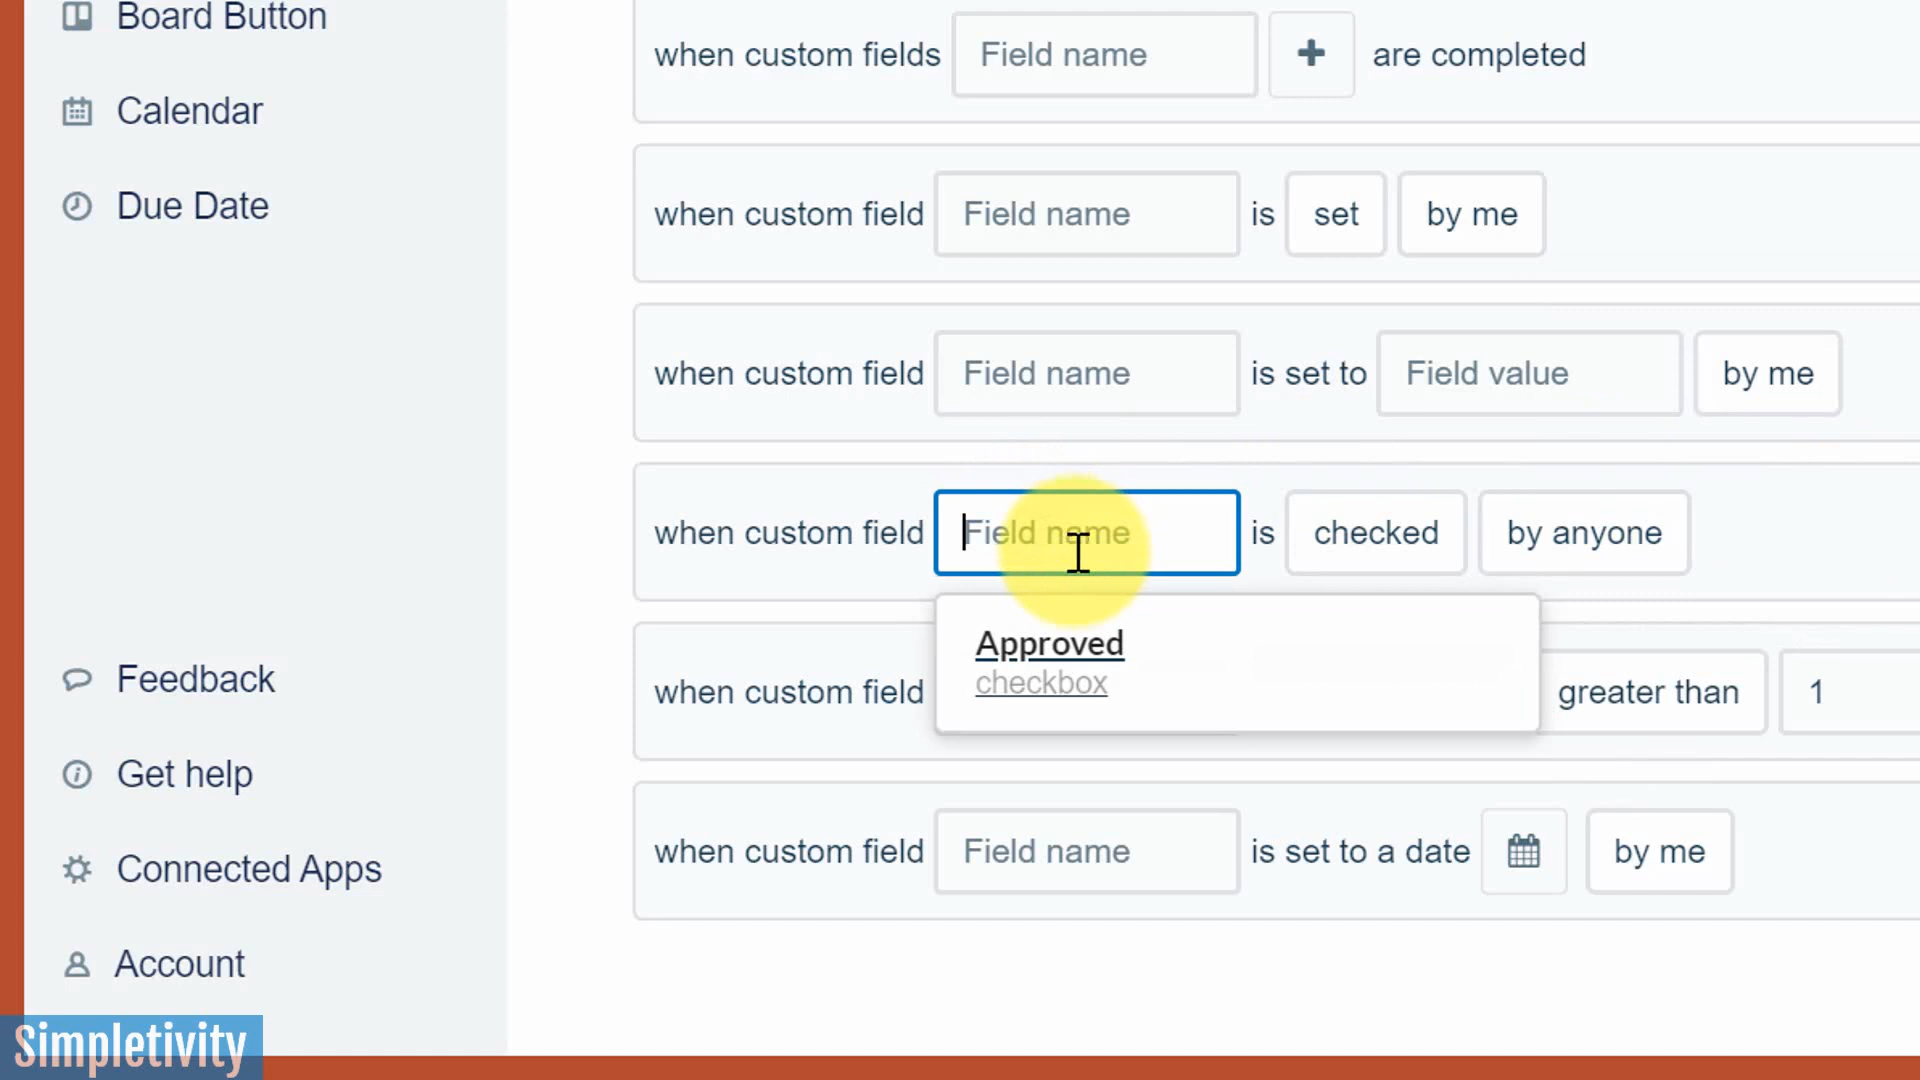 Board Button
Calendar
Due Date
Feedback
Get help
Connected Apps
Account
when custom fields Field name + are completed
when custom field Field name is set by me
when custom field Field name is set to Field value by me
when custom field Field name is checked by anyone
Approved
checkbox
when custom field greater than 1
when custom field Field name is set to a date by me
Simpletivity